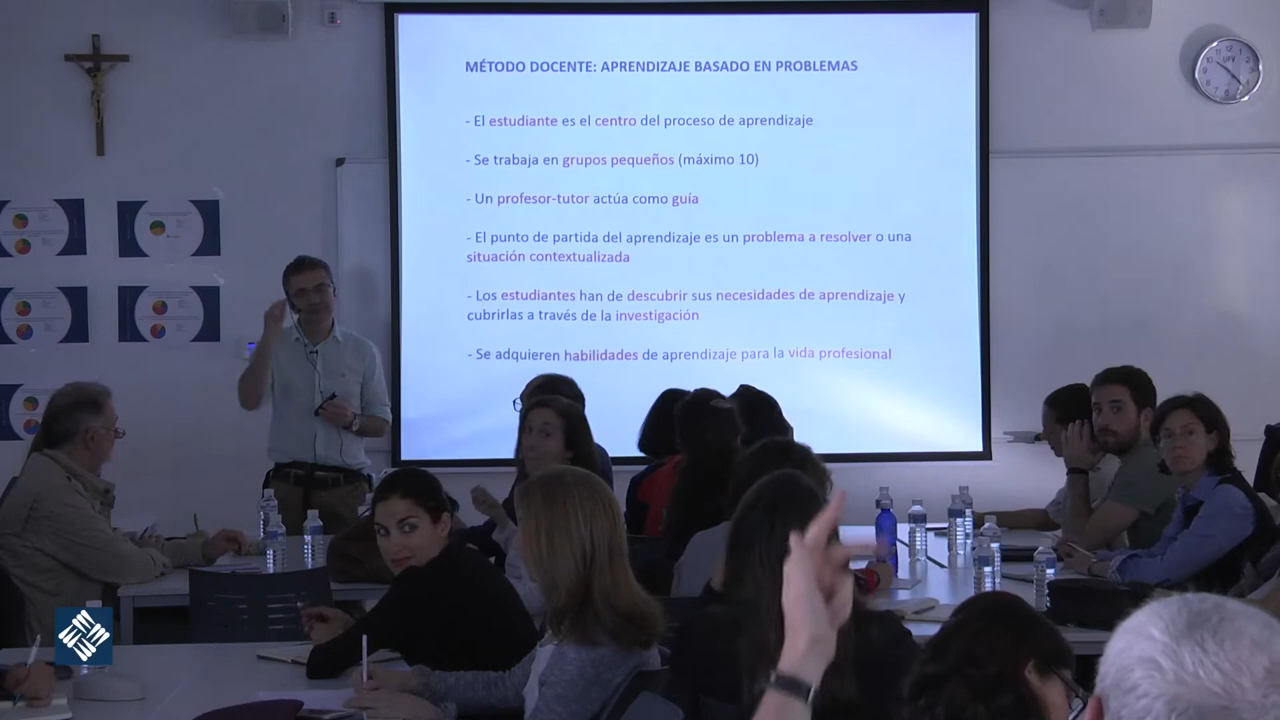 MÉTODO DOCENTE: APRENDIZAJE BASADO EN PROBLEMAS
- El estudiante es el centro del proceso de aprendizaje
- Se trabaja en grupos pequeños (máximo 10)
- Un profesor-tutor actúa como guía
- El punto de partida del aprendizaje es un problema a resolver o una
situación contextualizada
- Los estudiantes han de descubrir sus necesidades de aprendizaje y
cubrirlas a través de la investigación
- Se adquieren habilidades de aprendizaje para la vida profesional
UFV